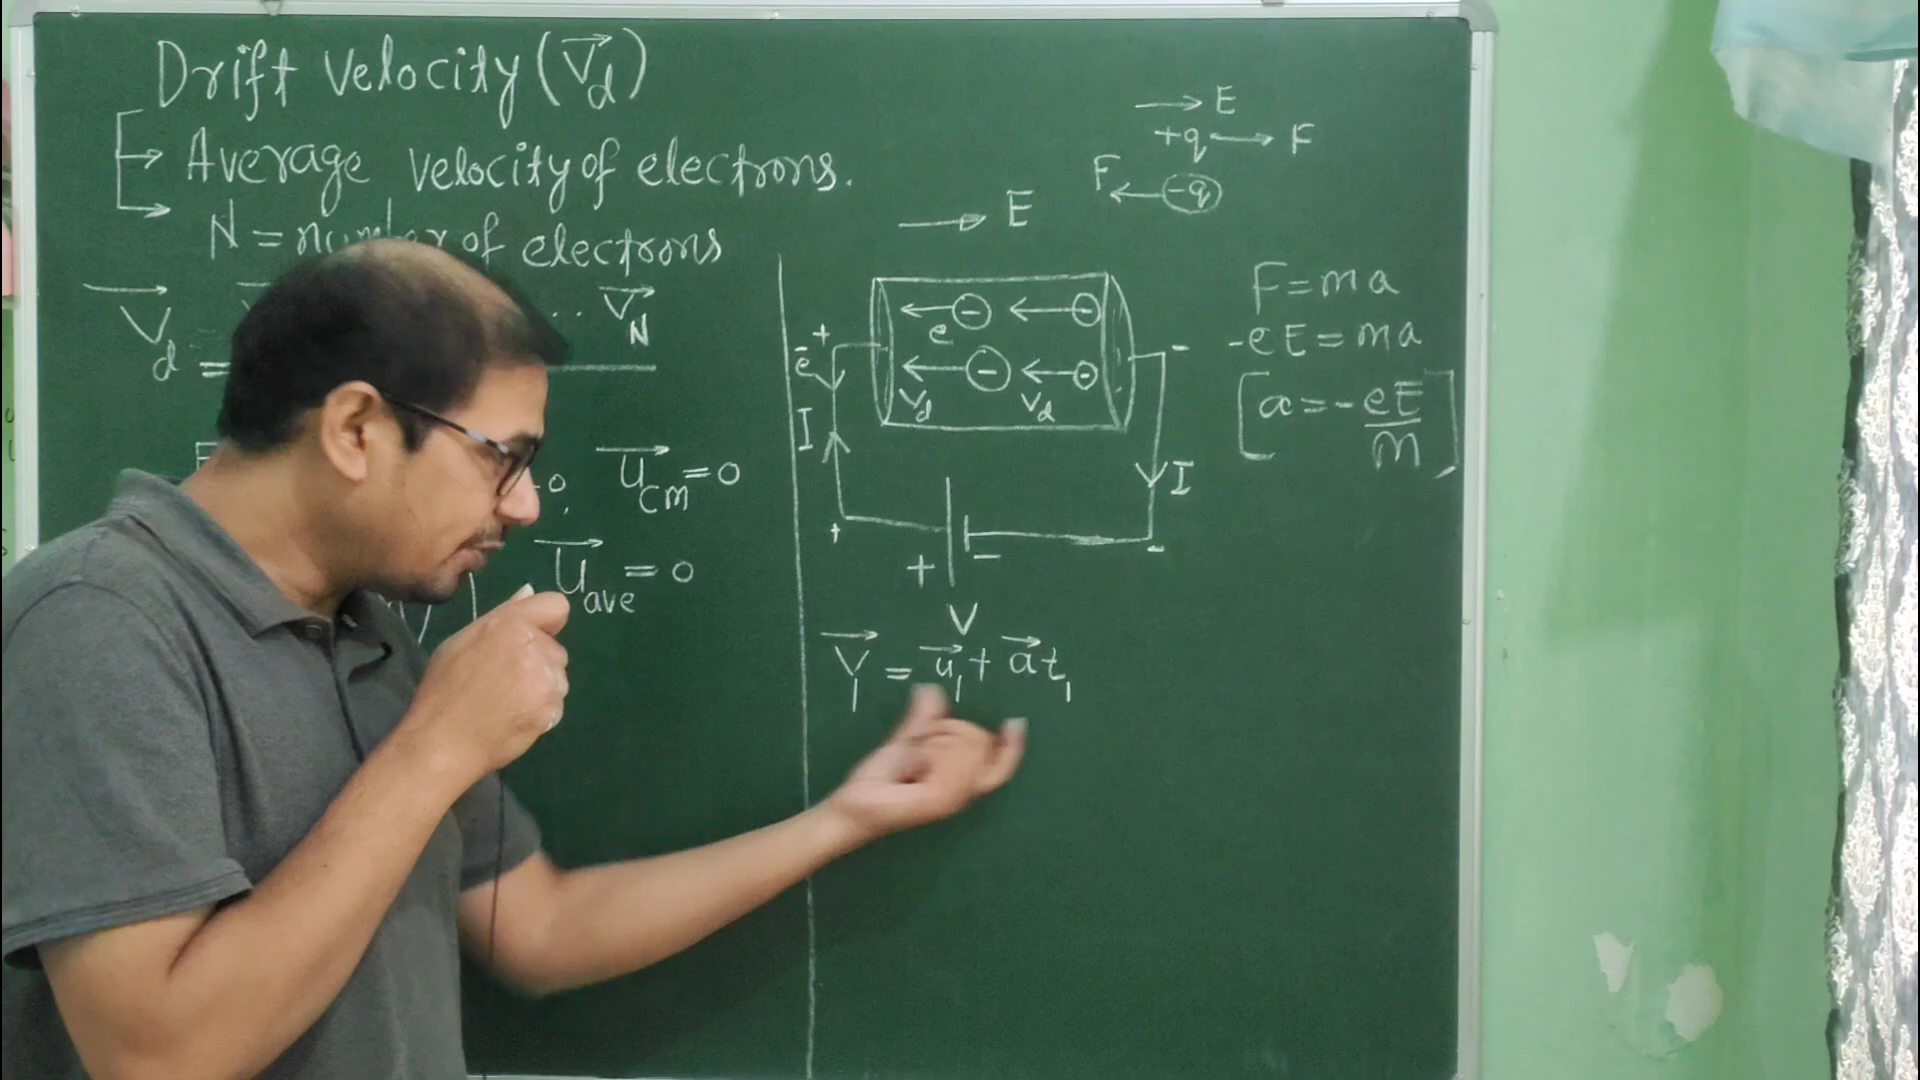 Drift Velocity (V⃗d)
→ Average velocity of electrons.
→ N = number of electrons
V⃗d = .. V⃗N
u⃗CM = 0
u⃗ave = 0
→ E
+q → F
F ← -q
→ E
+ - -
e I
e
Vd Vd
I
+ -
+ -
V
V⃗1 = u⃗1 + a⃗t1
F = ma
-eE = ma
[a = -eE/m]